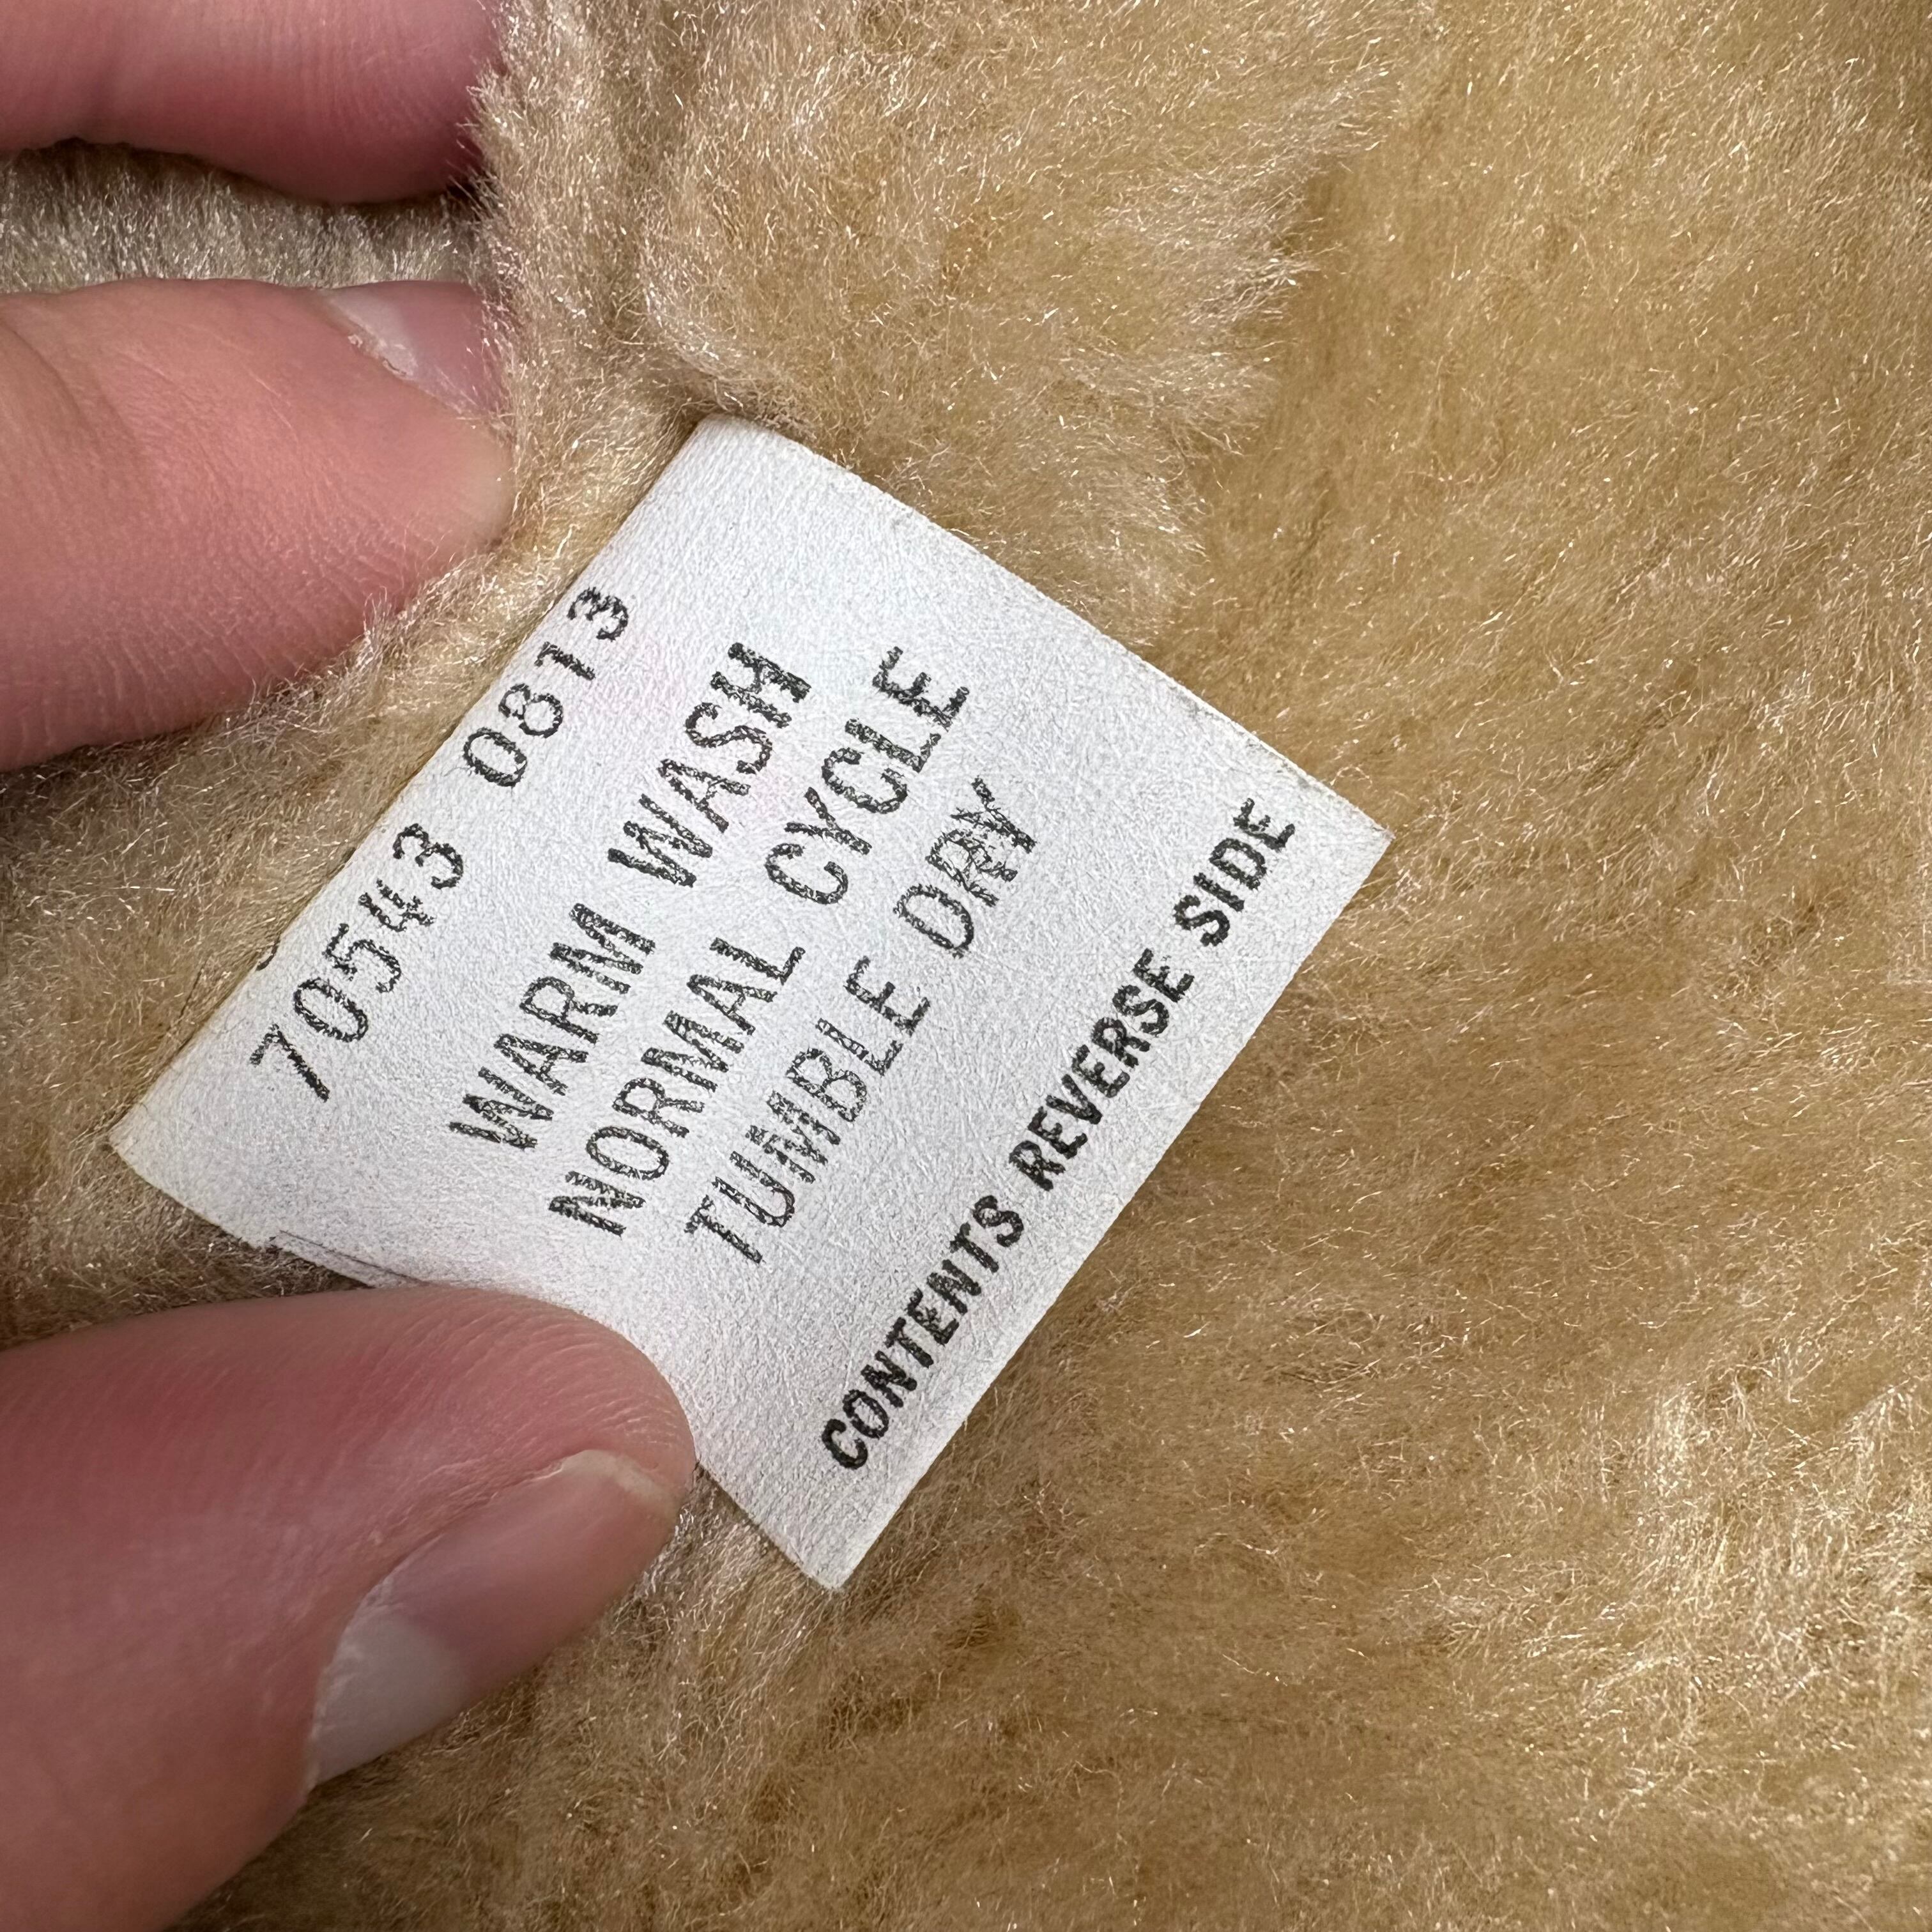 70543 0813
WARM WASH
NORMAL CYCLE
TUMBLE DRY
CONTENTS REVERSE SIDE